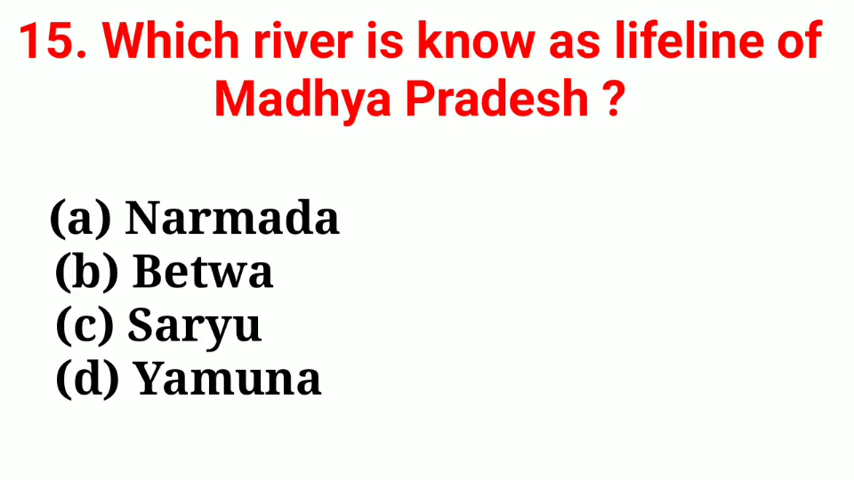 15. Which river is know as lifeline of
Madhya Pradesh ?
(a) Narmada
(b) Betwa
(c) Saryu
(d) Yamuna